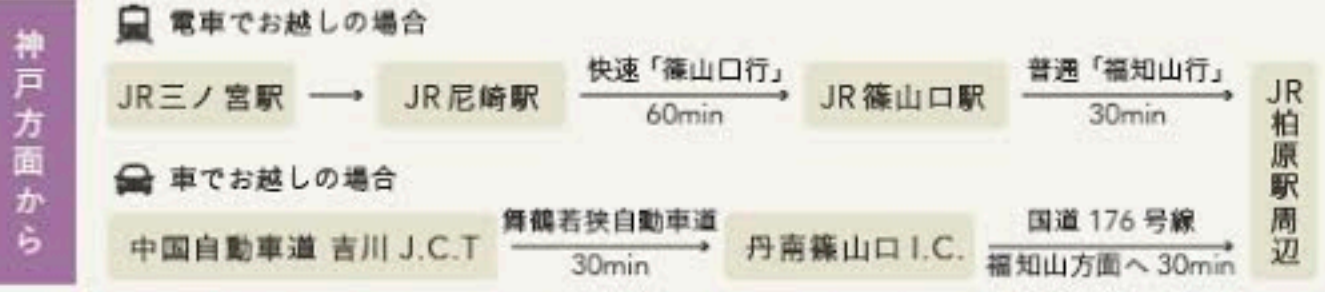 神戸方面から
電車でお越しの場合
JR三ノ宮駅
JR尼崎駅
快速「篠山口行」
60min
JR篠山口駅
普通「福知山行」
30min
JR柏原駅周辺
車でお越しの場合
中国自動車道 吉川 J.C.T
舞鶴若狭自動車道
30min
丹南篠山口 I.C.
国道 176 号線
福知山方面へ 30min